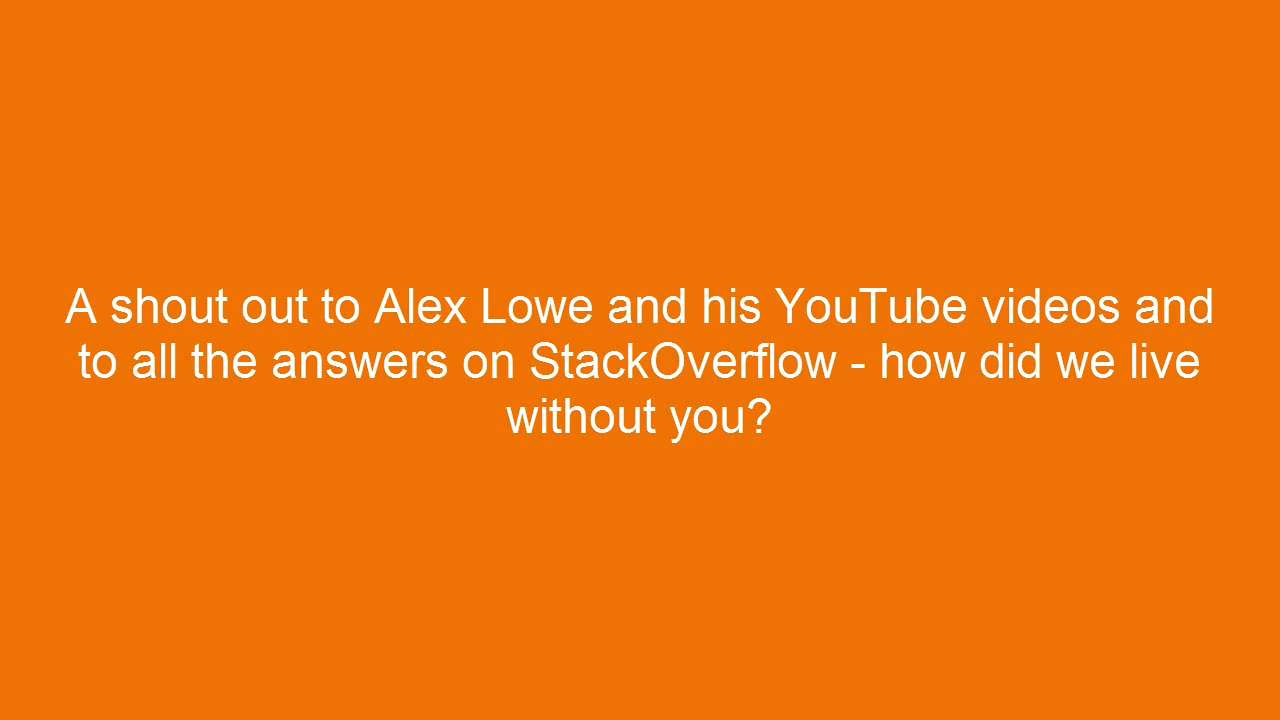 A shout out to Alex Lowe and his YouTube videos and
to all the answers on StackOverflow - how did we live
without you?